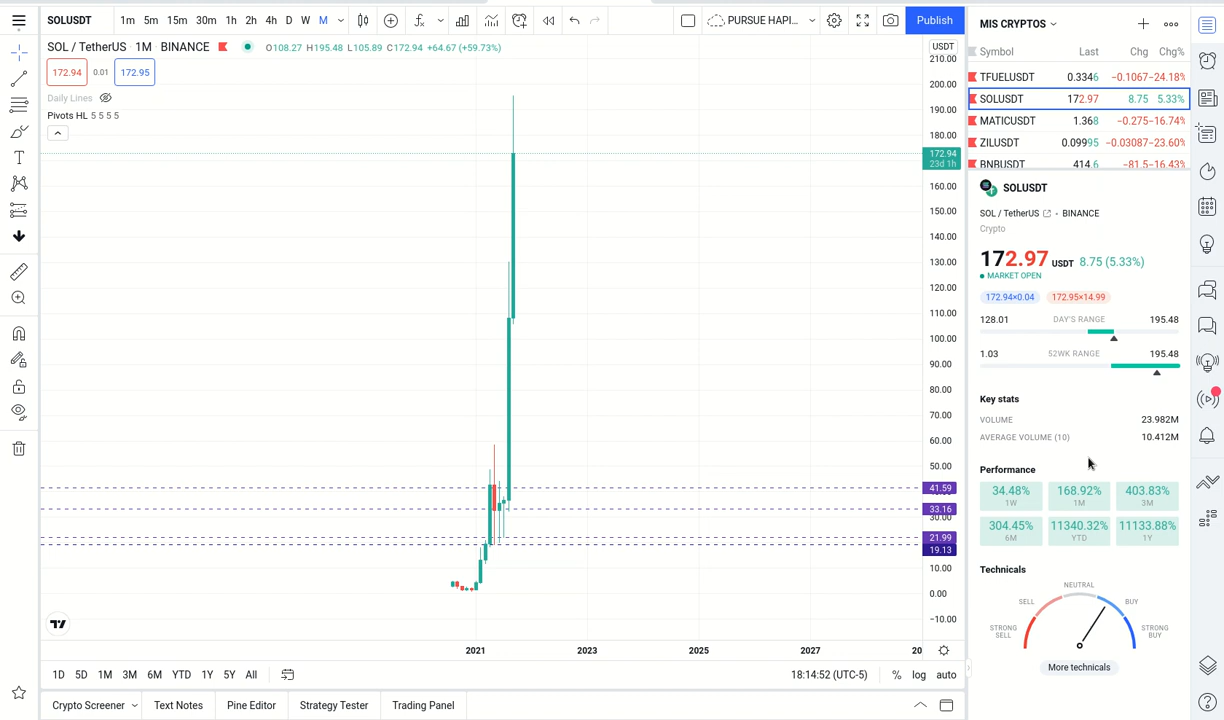 SOLUSDT 1m 5m 15m 30m 1h 2h 4h D W M PURSUE HAPI... Publish
SOL / TetherUS · 1M · BINANCE O108.27 H195.48 L105.89 C172.94 +64.67 (+59.73%)
172.94 0.01 172.95
Daily Lines
Pivots HL 5 5 5 5
USDT
210.00
200.00
190.00
180.00
172.94
23d 1h
160.00
150.00
140.00
130.00
120.00
110.00
100.00
90.00
80.00
70.00
60.00
50.00
41.59
33.16
30.00
21.99
19.13
10.00
0.00
−10.00
2021 2023 2025 2027 20
1D 5D 1M 3M 6M YTD 1Y 5Y All 18:14:52 (UTC-5) % log auto
Crypto Screener Text Notes Pine Editor Strategy Tester Trading Panel
MIS CRYPTOS
Symbol Last Chg Chg%
TFUELUSDT 0.3346 −0.1067 −24.18%
SOLUSDT 172.97 8.75 5.33%
MATICUSDT 1.368 −0.275 −16.74%
ZILUSDT 0.09995 −0.03087 −23.60%
BNBUSDT 414.6 −81.5 −16.43%
SOLUSDT
SOL / TetherUS · BINANCE
Crypto
172.97 USDT 8.75 (5.33%)
MARKET OPEN
172.94×0.04 172.95×14.99
128.01 DAY'S RANGE 195.48
1.03 52WK RANGE 195.48
Key stats
VOLUME 23.982M
AVERAGE VOLUME (10) 10.412M
Performance
34.48% 168.92% 403.83%
1W 1M 3M
304.45% 11340.32% 11133.88%
6M YTD 1Y
Technicals
NEUTRAL
SELL BUY
STRONG SELL STRONG BUY
More technicals